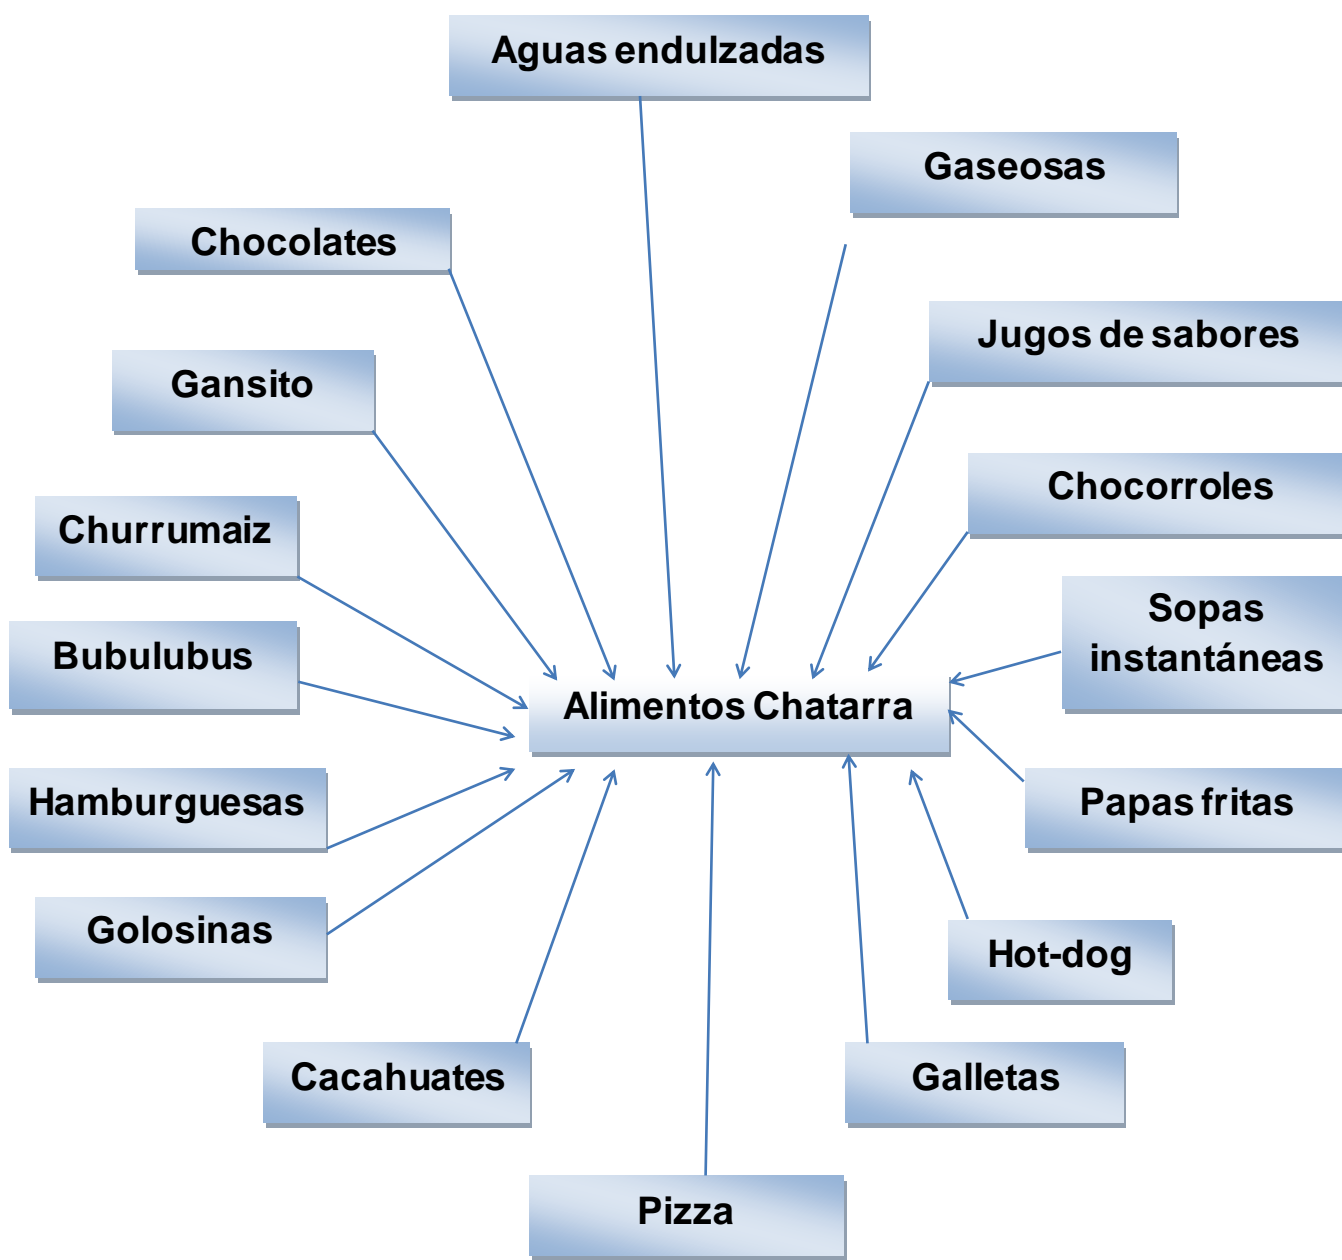 Aguas endulzadas
Gaseosas
Chocolates
Jugos de sabores
Gansito
Chocorroles
Churrumaiz
Sopas
instantáneas
Bubulubus
Alimentos Chatarra
Hamburguesas
Papas fritas
Golosinas
Hot-dog
Cacahuates
Galletas
Pizza